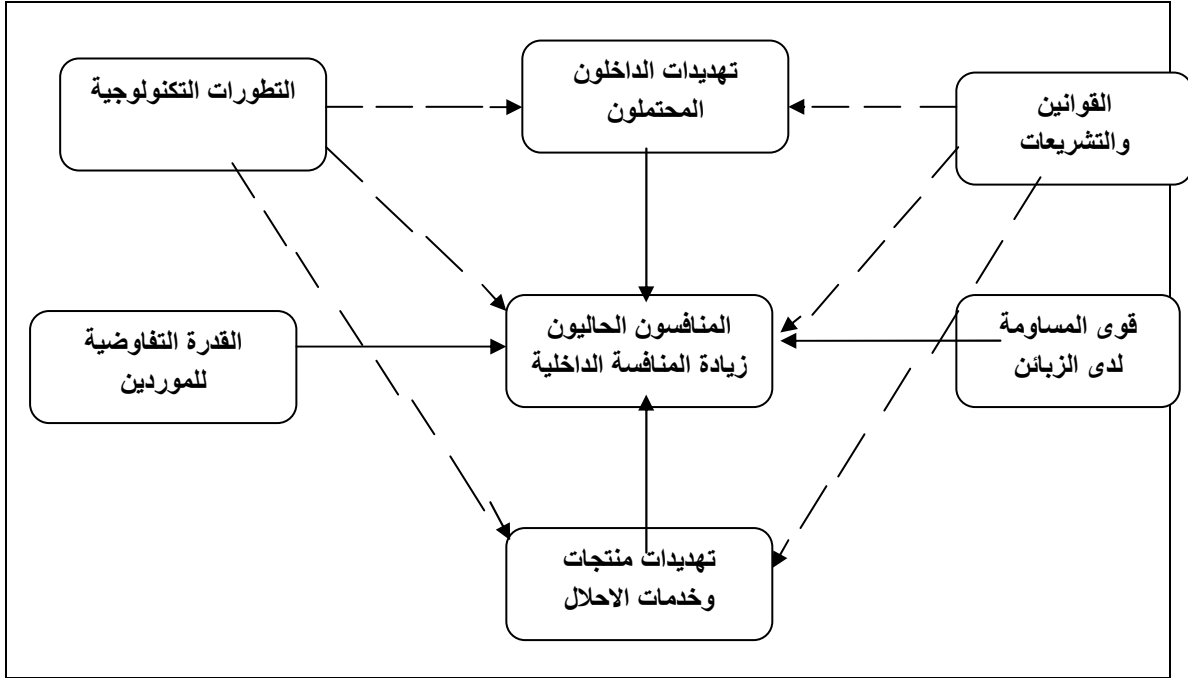 تهديدات الداخلون
المحتملون
القوانين
والتشريعات
التطورات التكنولوجية
قوى المساومة
لدى الزبائن
المنافسون الحاليون
زيادة المنافسة الداخلية
القدرة التفاوضية
للموردين
تهديدات منتجات
وخدمات الاحلال